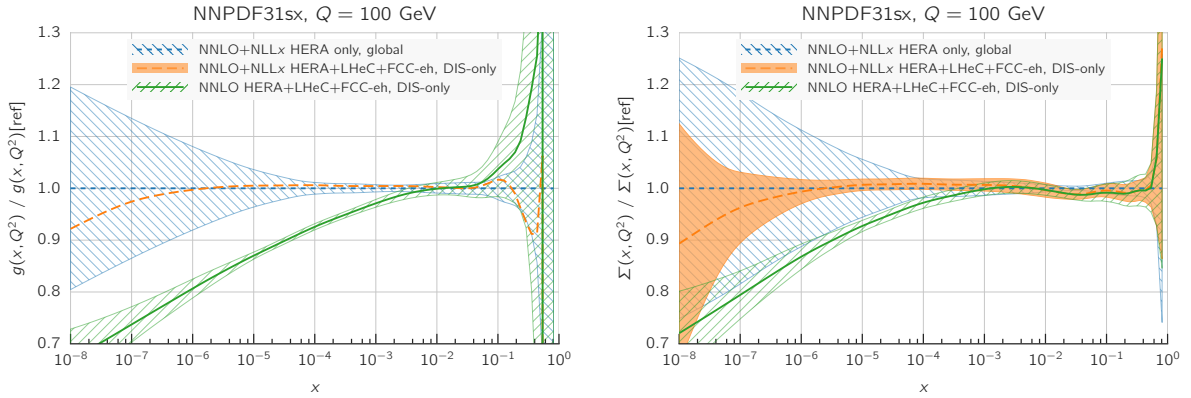 NNPDF31sx, Q = 100 GeV
NNLO+NLLx HERA only, global
NNLO+NLLx HERA+LHeC+FCC-eh, DIS-only
NNLO HERA+LHeC+FCC-eh, DIS-only
g(x, Q²) / g(x, Q²)[ref]
1.3
1.2
1.1
1.0
0.9
0.8
0.7
10⁻⁸ 10⁻⁷ 10⁻⁶ 10⁻⁵ 10⁻⁴ 10⁻³ 10⁻² 10⁻¹ 10⁰
x
NNPDF31sx, Q = 100 GeV
NNLO+NLLx HERA only, global
NNLO+NLLx HERA+LHeC+FCC-eh, DIS-only
NNLO HERA+LHeC+FCC-eh, DIS-only
Σ(x, Q²) / Σ(x, Q²)[ref]
1.3
1.2
1.1
1.0
0.9
0.8
0.7
10⁻⁸ 10⁻⁷ 10⁻⁶ 10⁻⁵ 10⁻⁴ 10⁻³ 10⁻² 10⁻¹ 10⁰
x